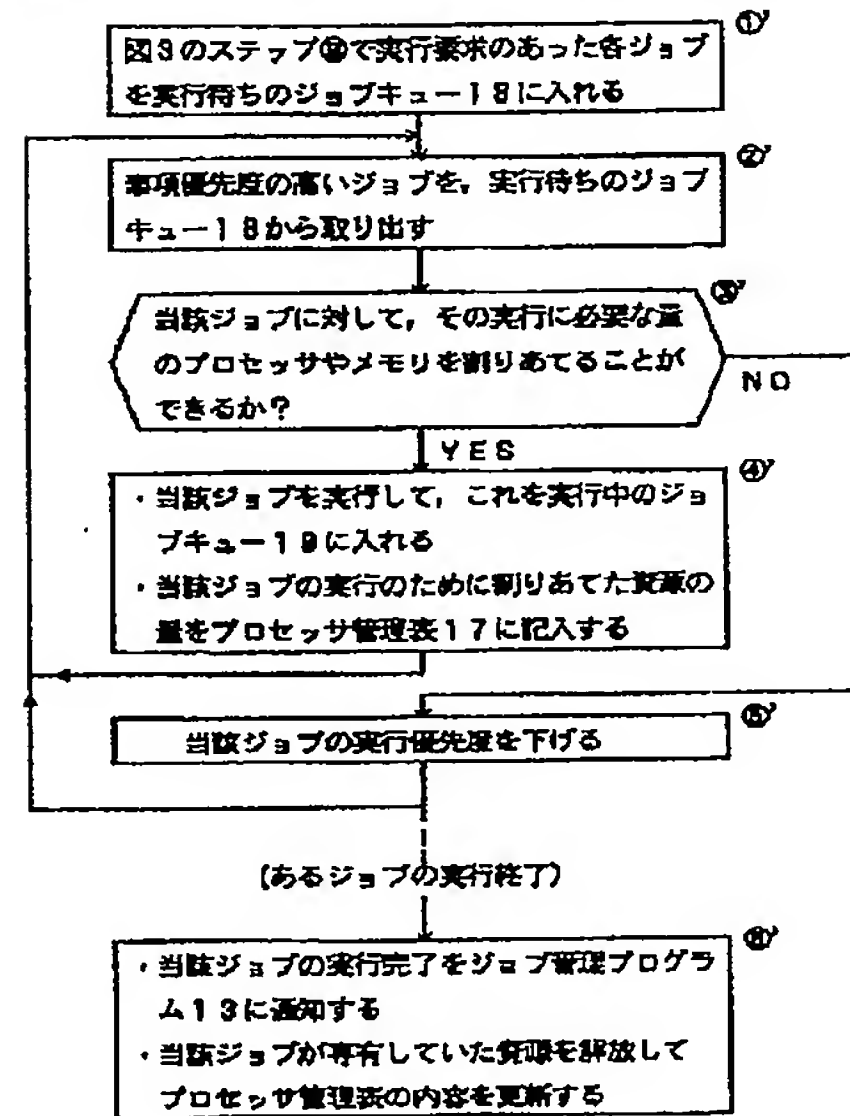 ①’
図3のステップ で実行要求のあった各ジョブ
を実行待ちのジョブキュー18に入れる
②’
優先度の高いジョブを,実行待ちのジョブ
キュー18から取り出す
③’
当該ジョブに対して,その実行に必要な量
のプロセッサやメモリを割りあてることが
できるか?
NO
YES
④’
・当該ジョブを実行して,これを実行中のジョ
ブキュー19に入れる
・当該ジョブの実行のために割りあてた資源の
量をプロセッサ管理表17に記入する
⑤’
当該ジョブの実行優先度を下げる
(あるジョブの実行終了)
⑥’
・当該ジョブの実行完了をジョブ管理プログラ
ム13に通知する
・当該ジョブが専有していた資源を解放して
プロセッサ管理表の内容を更新する